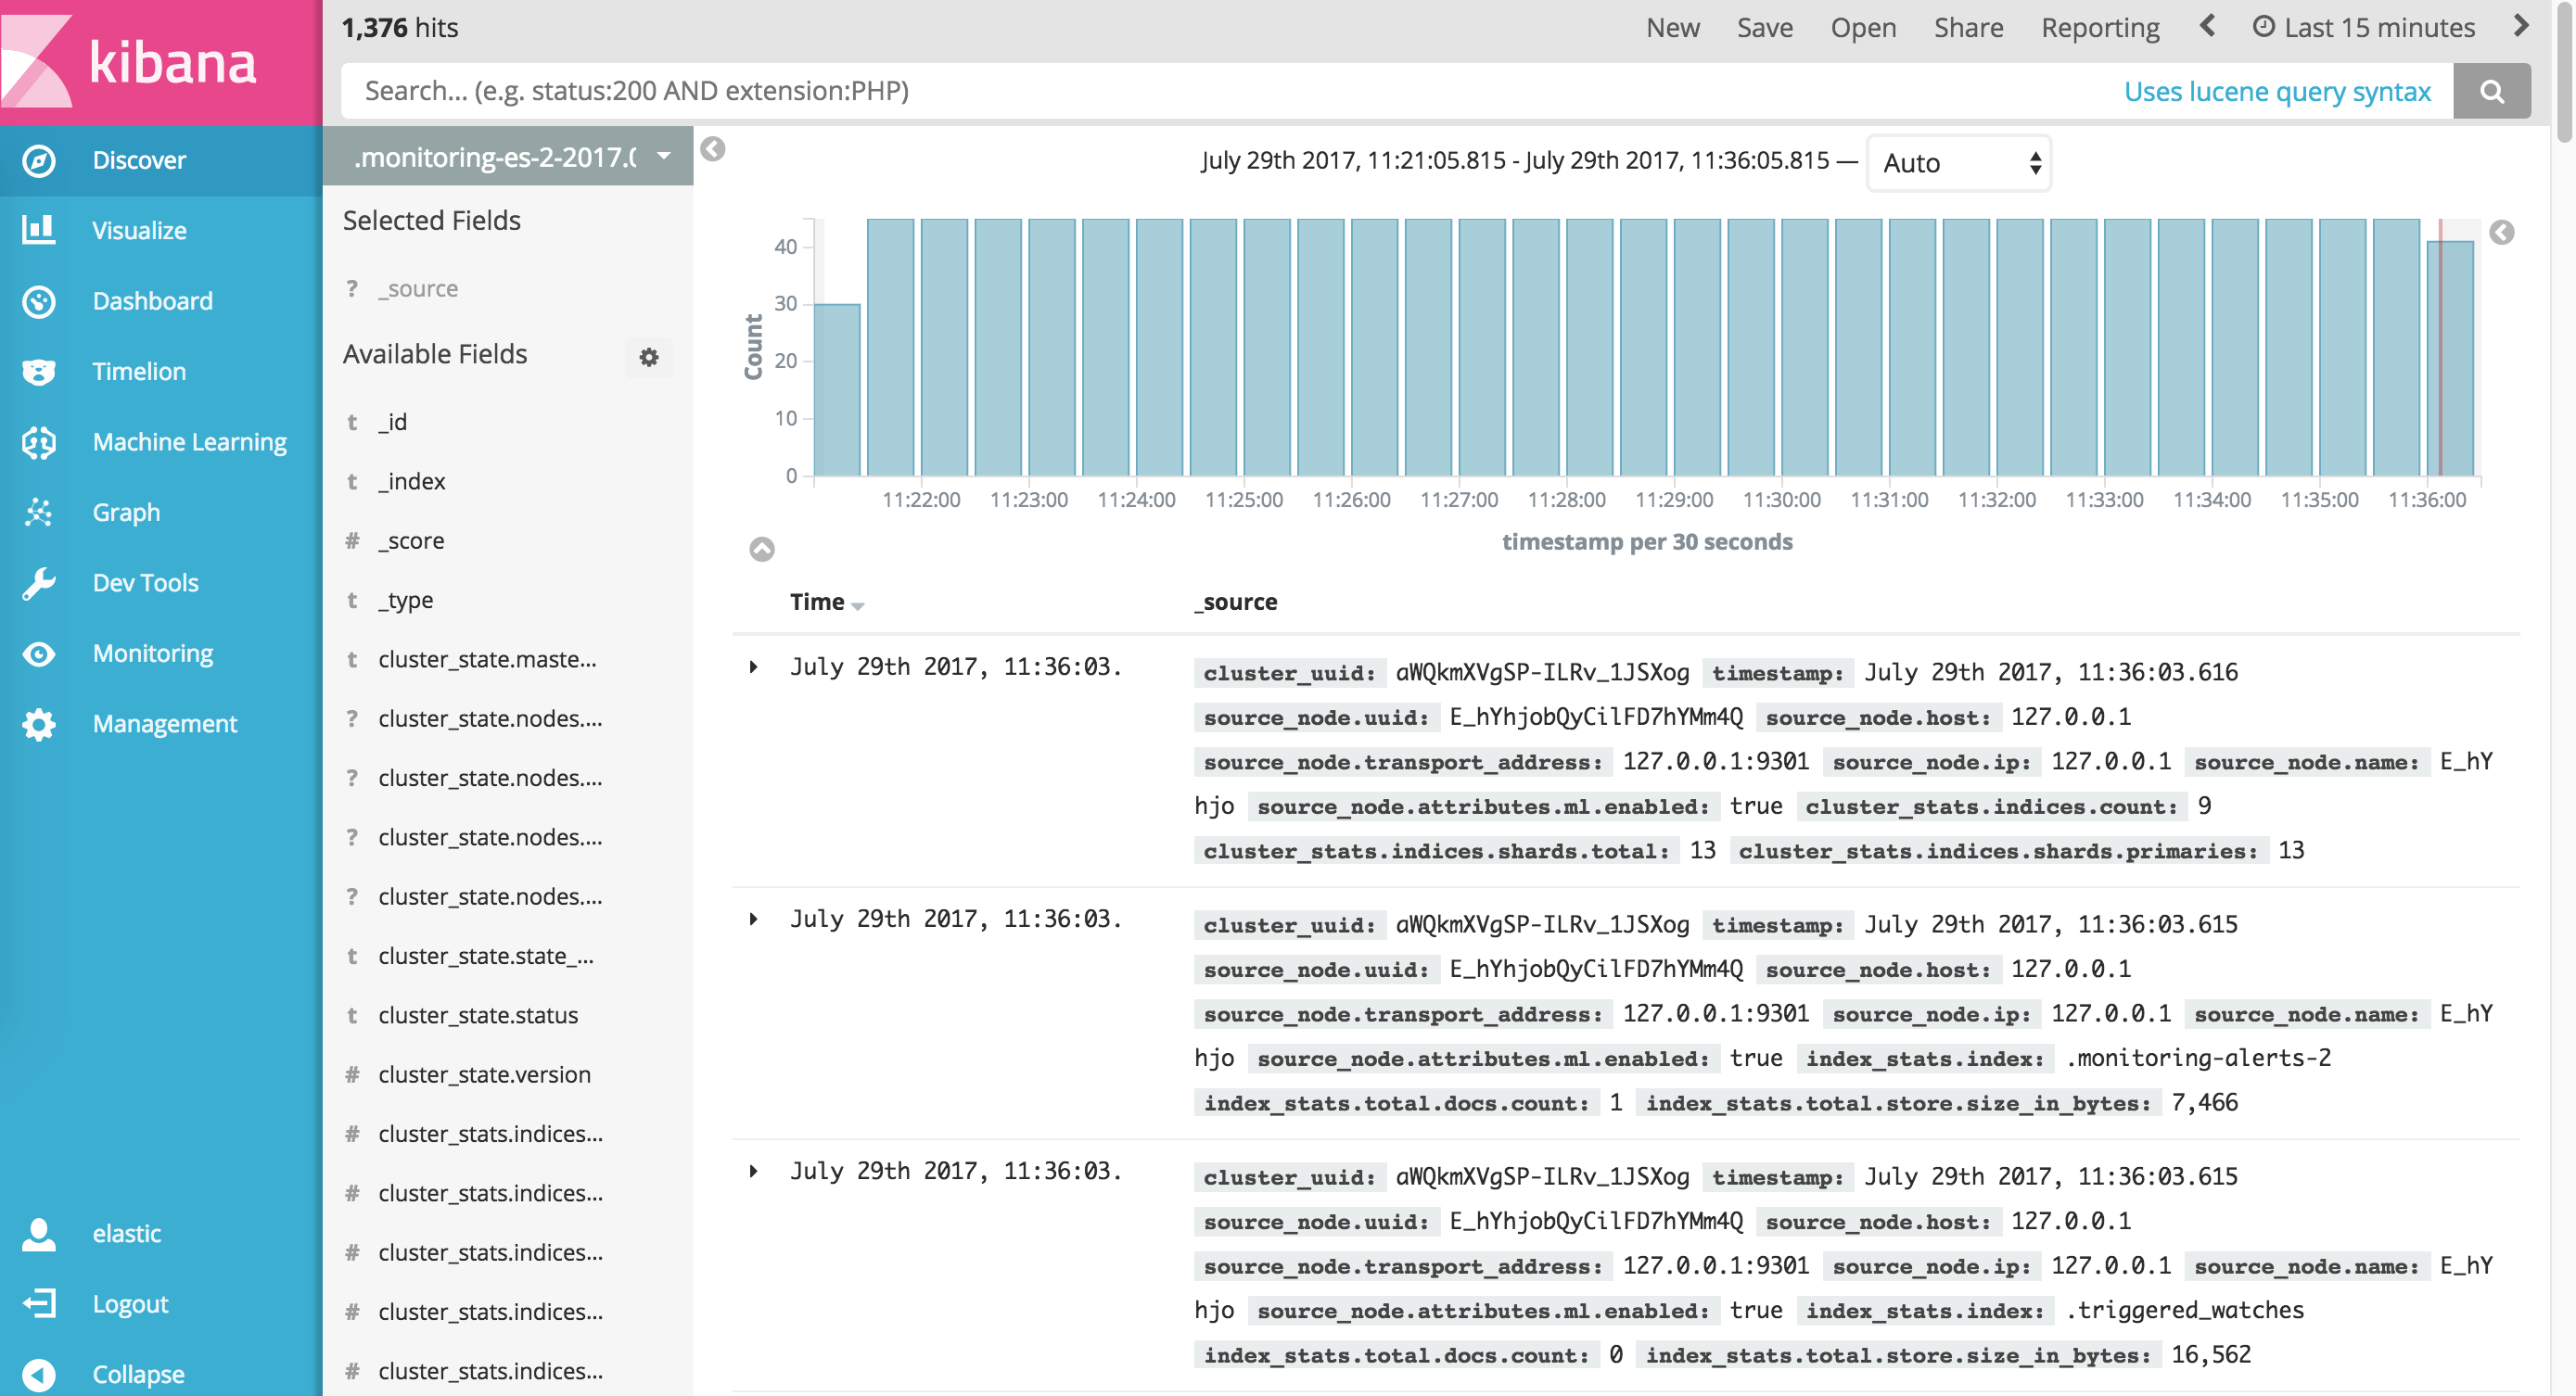 kibana
Discover
Visualize
Dashboard
Timelion
Machine Learning
Graph
Dev Tools
Monitoring
Management
elastic
Logout
Collapse
1,376 hits
New Save Open Share Reporting Last 15 minutes
Search... (e.g. status:200 AND extension:PHP) Uses lucene query syntax
.monitoring-es-2-2017.0
Selected Fields
? _source
Available Fields
t _id
t _index
# _score
t _type
t cluster_state.maste...
? cluster_state.nodes....
? cluster_state.nodes....
? cluster_state.nodes....
? cluster_state.nodes....
t cluster_state.state_...
t cluster_state.status
# cluster_state.version
# cluster_stats.indices...
# cluster_stats.indices...
# cluster_stats.indices...
# cluster_stats.indices...
# cluster_stats.indices...
July 29th 2017, 11:21:05.815 - July 29th 2017, 11:36:05.815 — Auto
Count
40
30
20
10
0
11:22:00 11:23:00 11:24:00 11:25:00 11:26:00 11:27:00 11:28:00 11:29:00 11:30:00 11:31:00 11:32:00 11:33:00 11:34:00 11:35:00 11:36:00
timestamp per 30 seconds
Time _source
July 29th 2017, 11:36:03. cluster_uuid: aWQkmXVgSP-ILRv_1JSXog timestamp: July 29th 2017, 11:36:03.616
source_node.uuid: E_hYhjobQyCilFD7hYMm4Q source_node.host: 127.0.0.1
source_node.transport_address: 127.0.0.1:9301 source_node.ip: 127.0.0.1 source_node.name: E_hY
hjo source_node.attributes.ml.enabled: true cluster_stats.indices.count: 9
cluster_stats.indices.shards.total: 13 cluster_stats.indices.shards.primaries: 13
July 29th 2017, 11:36:03. cluster_uuid: aWQkmXVgSP-ILRv_1JSXog timestamp: July 29th 2017, 11:36:03.615
source_node.uuid: E_hYhjobQyCilFD7hYMm4Q source_node.host: 127.0.0.1
source_node.transport_address: 127.0.0.1:9301 source_node.ip: 127.0.0.1 source_node.name: E_hY
hjo source_node.attributes.ml.enabled: true index_stats.index: .monitoring-alerts-2
index_stats.total.docs.count: 1 index_stats.total.store.size_in_bytes: 7,466
July 29th 2017, 11:36:03. cluster_uuid: aWQkmXVgSP-ILRv_1JSXog timestamp: July 29th 2017, 11:36:03.615
source_node.uuid: E_hYhjobQyCilFD7hYMm4Q source_node.host: 127.0.0.1
source_node.transport_address: 127.0.0.1:9301 source_node.ip: 127.0.0.1 source_node.name: E_hY
hjo source_node.attributes.ml.enabled: true index_stats.index: .triggered_watches
index_stats.total.docs.count: 0 index_stats.total.store.size_in_bytes: 16,562